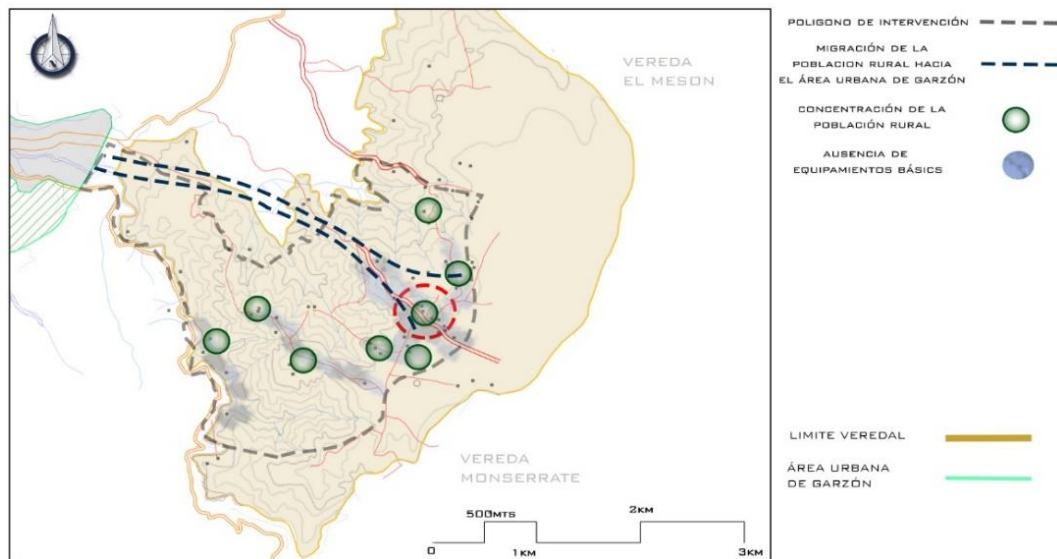 VEREDA
EL MESON
VEREDA
MONSERRATE
500MTS
2KM
0
1KM
3KM
POLIGONO DE INTERVENCIÓN
MIGRACIÓN DE LA
POBLACION RURAL HACIA
EL ÁREA URBANA DE GARZÓN
CONCENTRACIÓN DE LA
POBLACIÓN RURAL
AUSENCIA DE
EQUIPAMIENTOS BÁSICS
LIMITE VEREDAL
ÁREA URBANA
DE GARZÓN